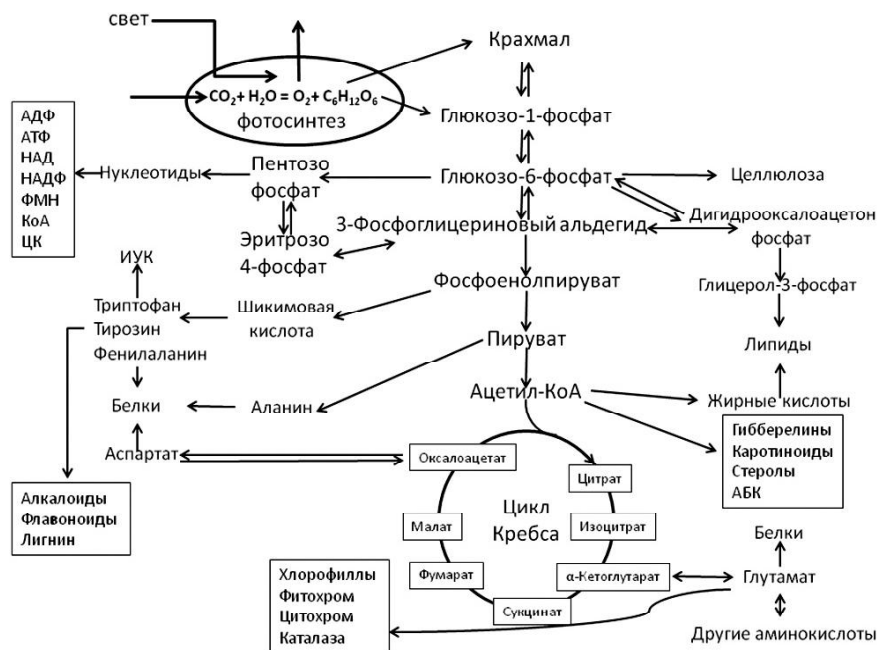 свет
Крахмал
CO₂+ H₂O = O₂+ C₆H₁₂O₆
фотосинтез
Глюкозо-1-фосфат
АДФ
АТФ
НАД
НАДФ
ФМН
КоА
ЦК
Нуклеотиды
Пентозо
фосфат
Глюкозо-6-фосфат
Целлюлоза
Дигидрооксалоацетон
фосфат
3-Фосфоглицериновый альдегид
Эритрозо
4-фосфат
ИУК
Фосфоенолпируват
Глицерол-3-фосфат
Триптофан
Тирозин
Фенилаланин
Шикимовая
кислота
Пируват
Липиды
Ацетил-КоА
Жирные кислоты
Белки
Аланин
Гибберелины
Каротиноиды
Стеролы
АБК
Аспартат
Оксалоацетат
Цитрат
Алкалоиды
Флавоноиды
Лигнин
Малат
Цикл
Кребса
Изоцитрат
Белки
Хлорофиллы
Фитохром
Цитохром
Каталаза
Фумарат
α-Кетоглутарат
Глутамат
Сукцинат
Другие аминокислоты